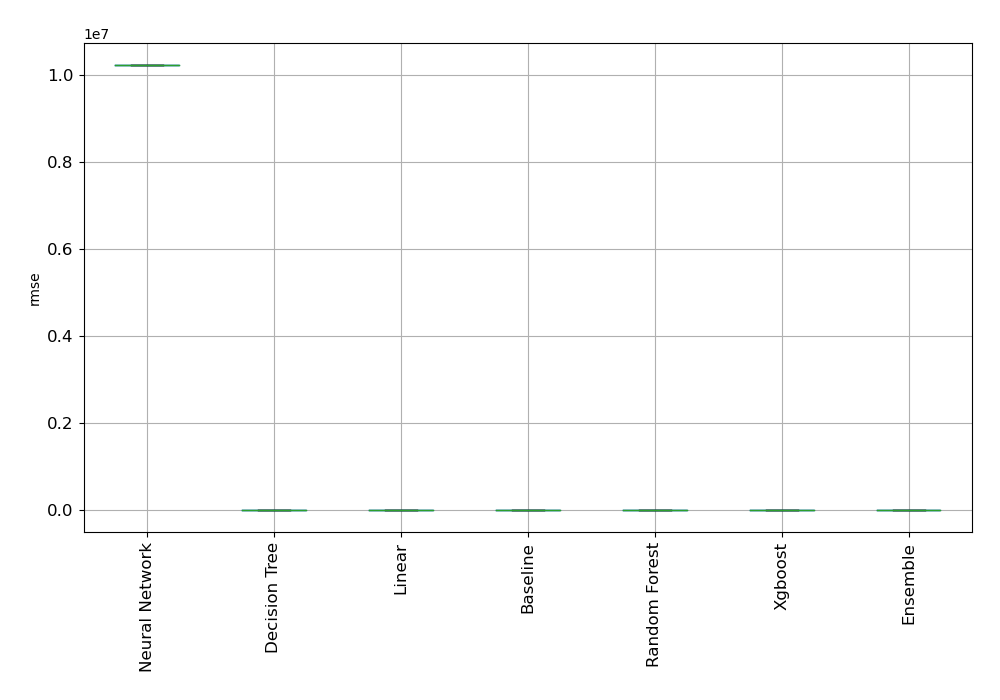 1e7
1.0
0.8
0.6
0.4
0.2
0.0
rmse
Neural Network
Decision Tree
Linear
Baseline
Random Forest
Xgboost
Ensemble